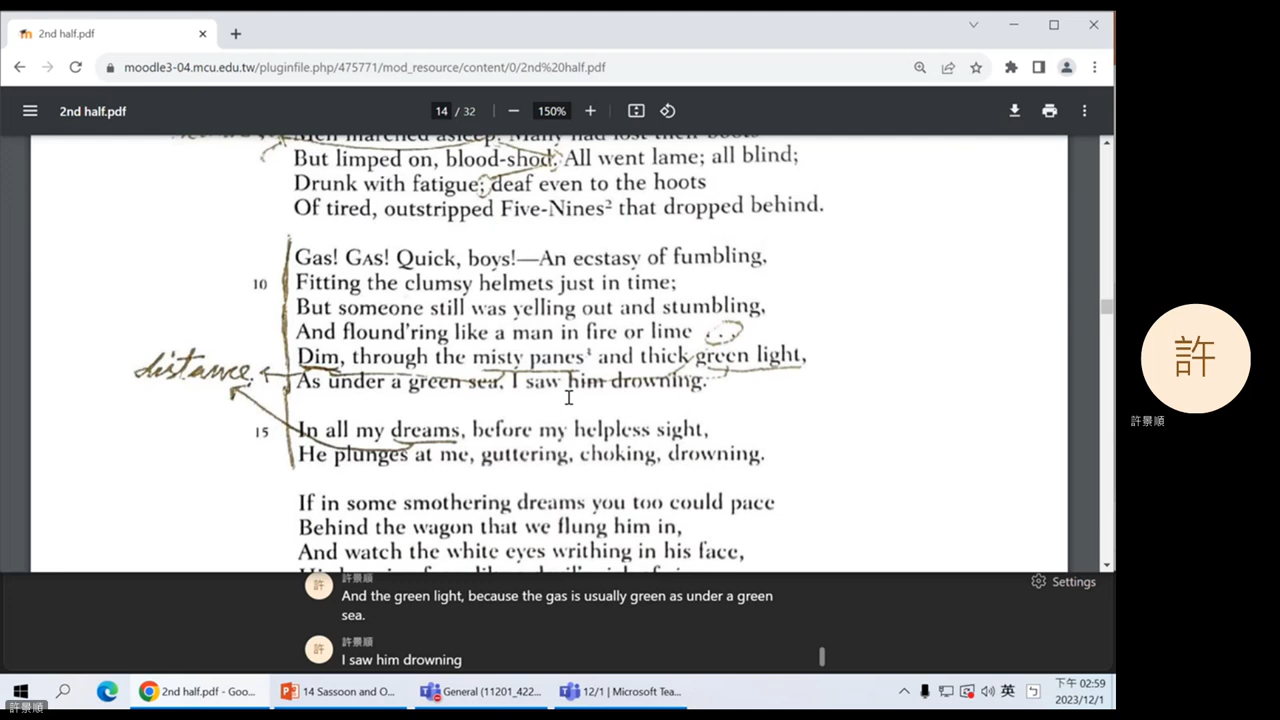 2nd half.pdf
moodle3-04.mcu.edu.tw/pluginfile.php/475771/mod_resource/content/0/2nd%20half.pdf
2nd half.pdf
14 / 32
150%
Men marched asleep. Many had lost their boots
But limped on, blood-shod. All went lame; all blind;
Drunk with fatigue; deaf even to the hoots
Of tired, outstripped Five-Nines² that dropped behind.
Gas! GAS! Quick, boys!—An ecstasy of fumbling,
10 Fitting the clumsy helmets just in time;
But someone still was yelling out and stumbling,
And flound'ring like a man in fire or lime . . .
Dim, through the misty panes³ and thick green light,
distance.
As under a green sea, I saw him drowning.
15 In all my dreams, before my helpless sight,
He plunges at me, guttering, choking, drowning.
If in some smothering dreams you too could pace
Behind the wagon that we flung him in,
And watch the white eyes writhing in his face,
許
許景順
許景順
And the green light, because the gas is usually green as under a green
sea.
許景順
I saw him drowning
Settings
2nd half.pdf - Goo...
14 Sassoon and O...
General (11201_422...
12/1 | Microsoft Tea...
英
下午 02:59
2023/12/1
許景順